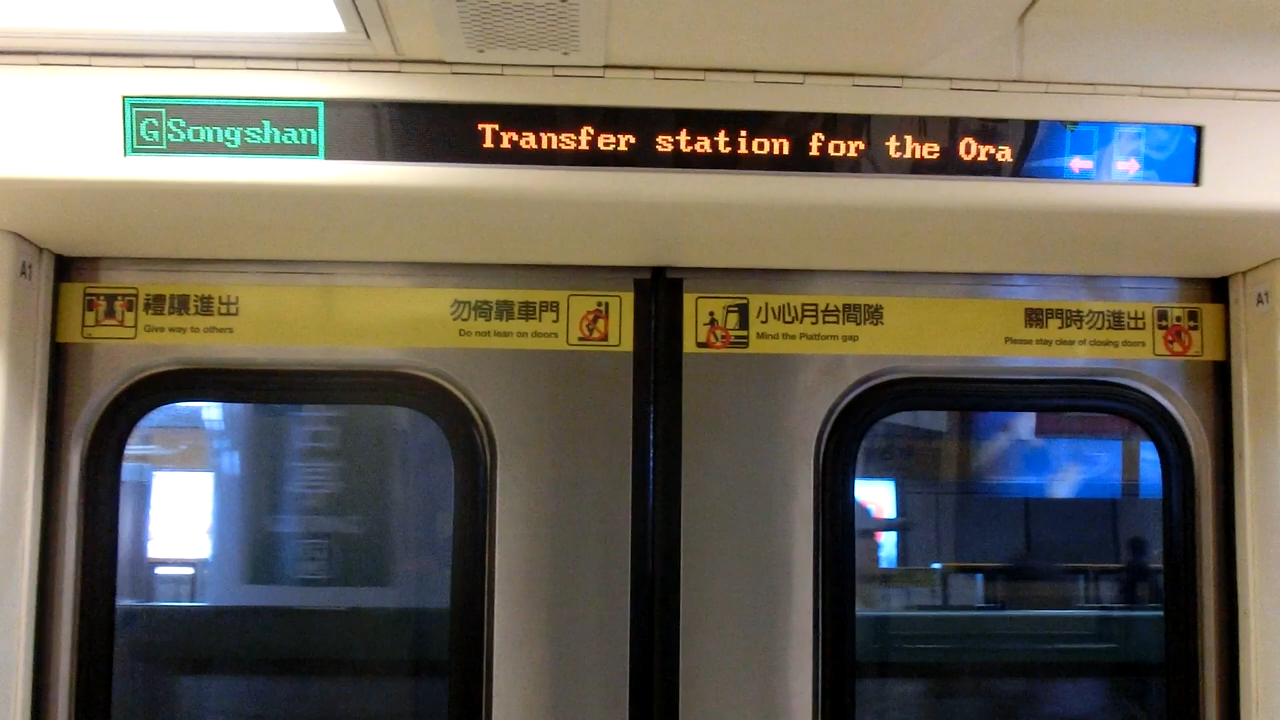 G Songshan
Transfer station for the Ora
A1
禮讓進出
Give way to others
勿倚靠車門
Do not lean on doors
小心月台間隙
Mind the Platform gap
關門時勿進出
Please stay clear of closing doors
A1